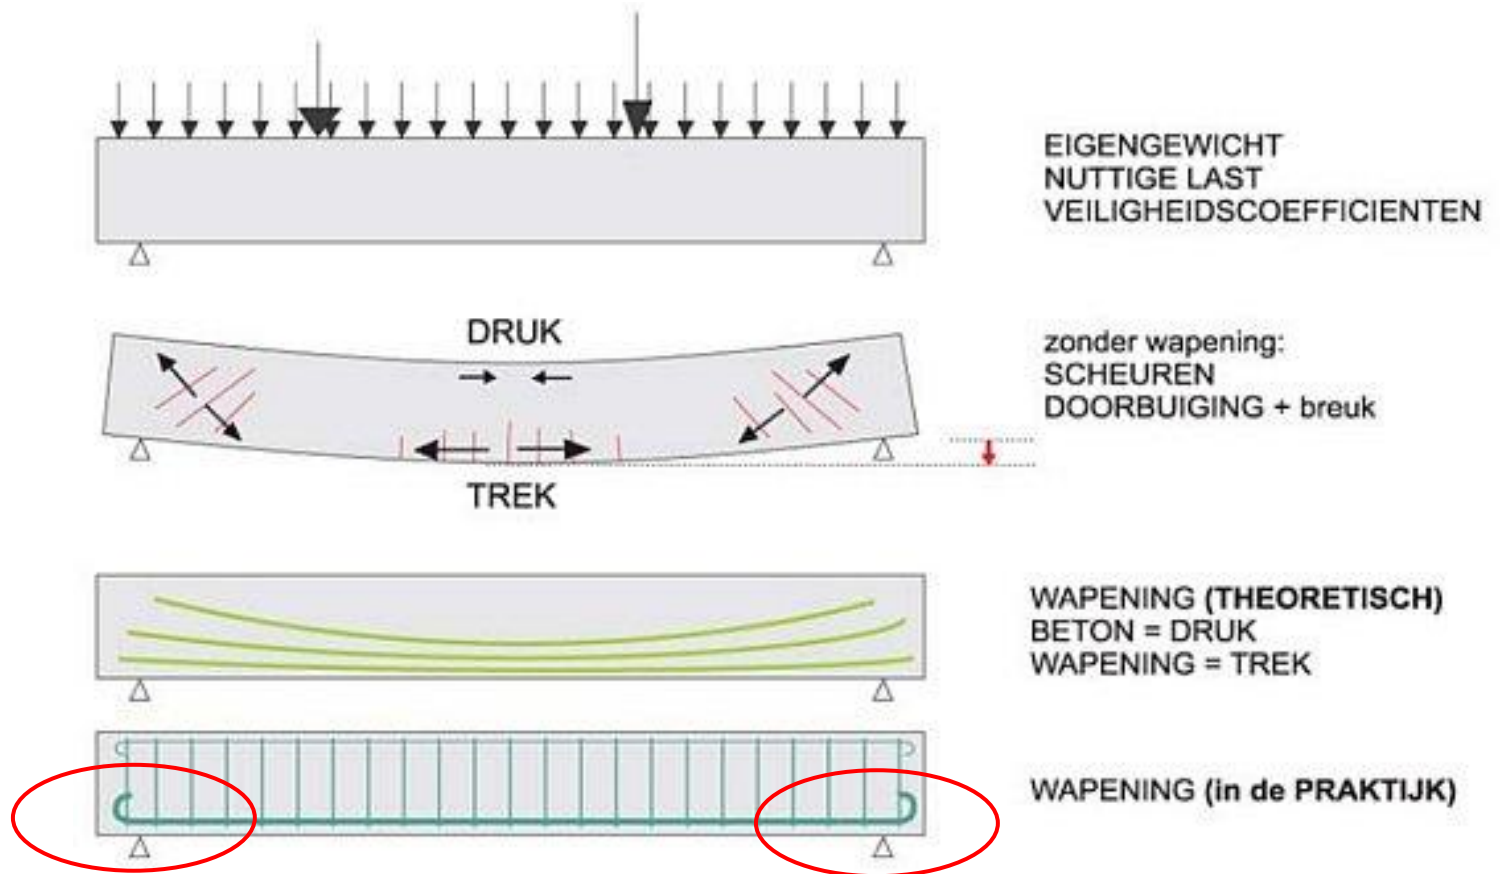 EIGENGEWICHT
NUTTIGE LAST
VEILIGHEIDSCOEFFICIENTEN
DRUK
TREK
zonder wapening:
SCHEUREN
DOORBUIGING + breuk
WAPENING (THEORETISCH)
BETON = DRUK
WAPENING = TREK
WAPENING (in de PRAKTIJK)